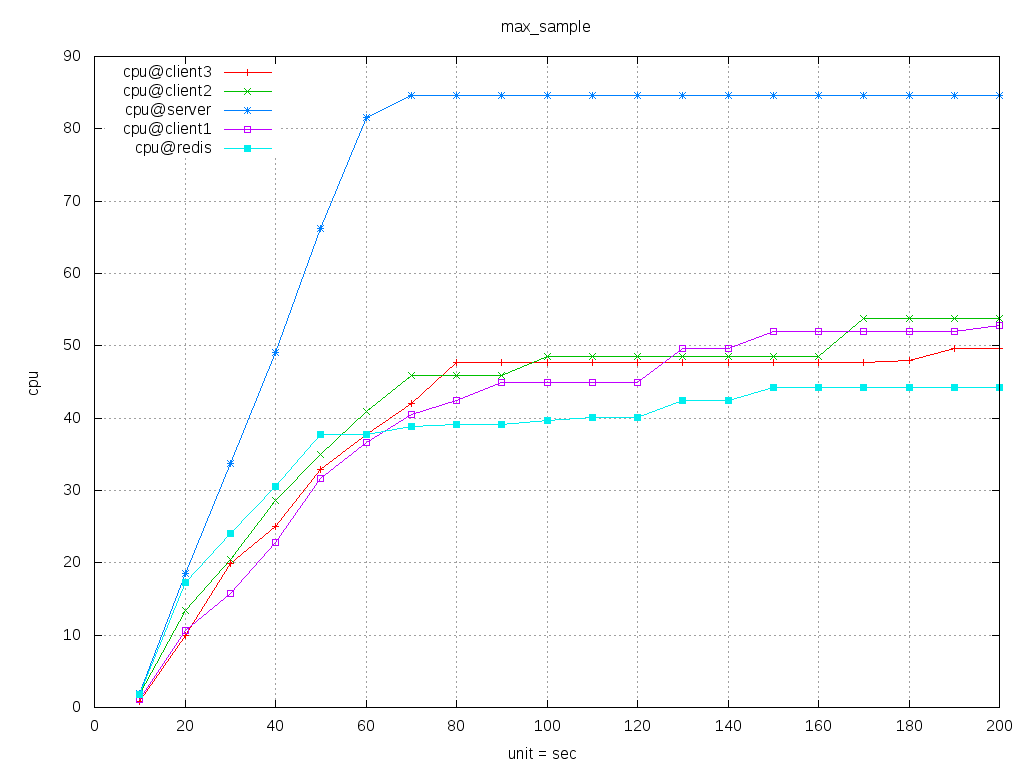 max_sample
90
80
70
60
50
40
30
20
10
0
cpu
cpu@client3
cpu@client2
cpu@server
cpu@client1
cpu@redis
0 20 40 60 80 100 120 140 160 180 200
unit = sec